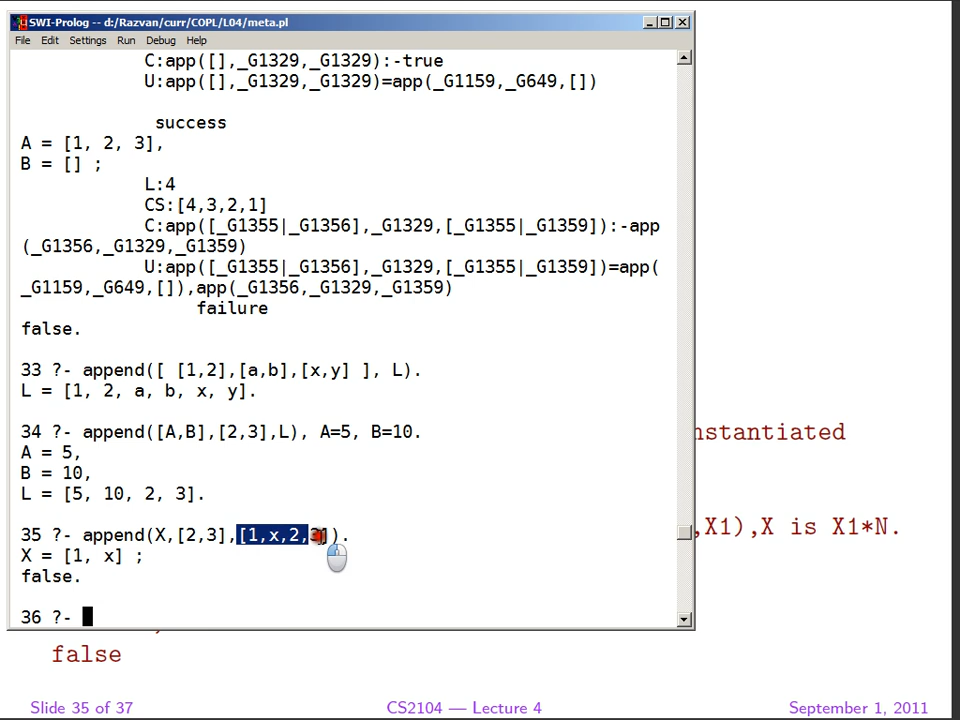 SWI-Prolog -- d:/Razvan/curr/COPL/L04/meta.pl
File Edit Settings Run Debug Help
C:app([],_G1329,_G1329):-true
U:app([],_G1329,_G1329)=app(_G1159,_G649,[])
success
A = [1, 2, 3],
B = [] ;
L:4
CS:[4,3,2,1]
C:app([_G1355|_G1356],_G1329,[_G1355|_G1359]):-app
(_G1356,_G1329,_G1359)
U:app([_G1355|_G1356],_G1329,[_G1355|_G1359])=app(
_G1159,_G649,[]),app(_G1356,_G1329,_G1359)
failure
false.
33 ?- append([ [1,2],[a,b],[x,y] ], L).
L = [1, 2, a, b, x, y].
34 ?- append([A,B],[2,3],L), A=5, B=10.
A = 5,
B = 10,
L = [5, 10, 2, 3].
nstantiated
35 ?- append(X,[2,3],[1,x,2,3]).
,X1),X is X1*N.
X = [1, x] ;
false.
36 ?-
false
Slide 35 of 37 CS2104 — Lecture 4 September 1, 2011